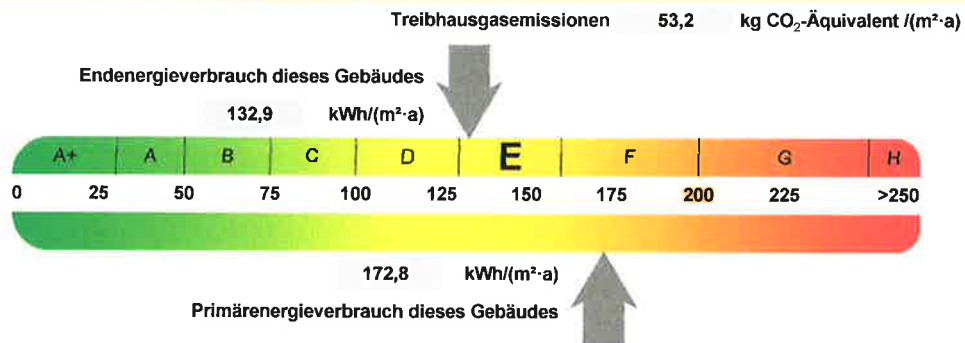 Treibhausgasemissionen 53,2 kg CO₂-Äquivalent /(m²·a)
Endenergieverbrauch dieses Gebäudes
132,9 kWh/(m²·a)
A+ A B C D E F G H
0 25 50 75 100 125 150 175 200 225 >250
172,8 kWh/(m²·a)
Primärenergieverbrauch dieses Gebäudes